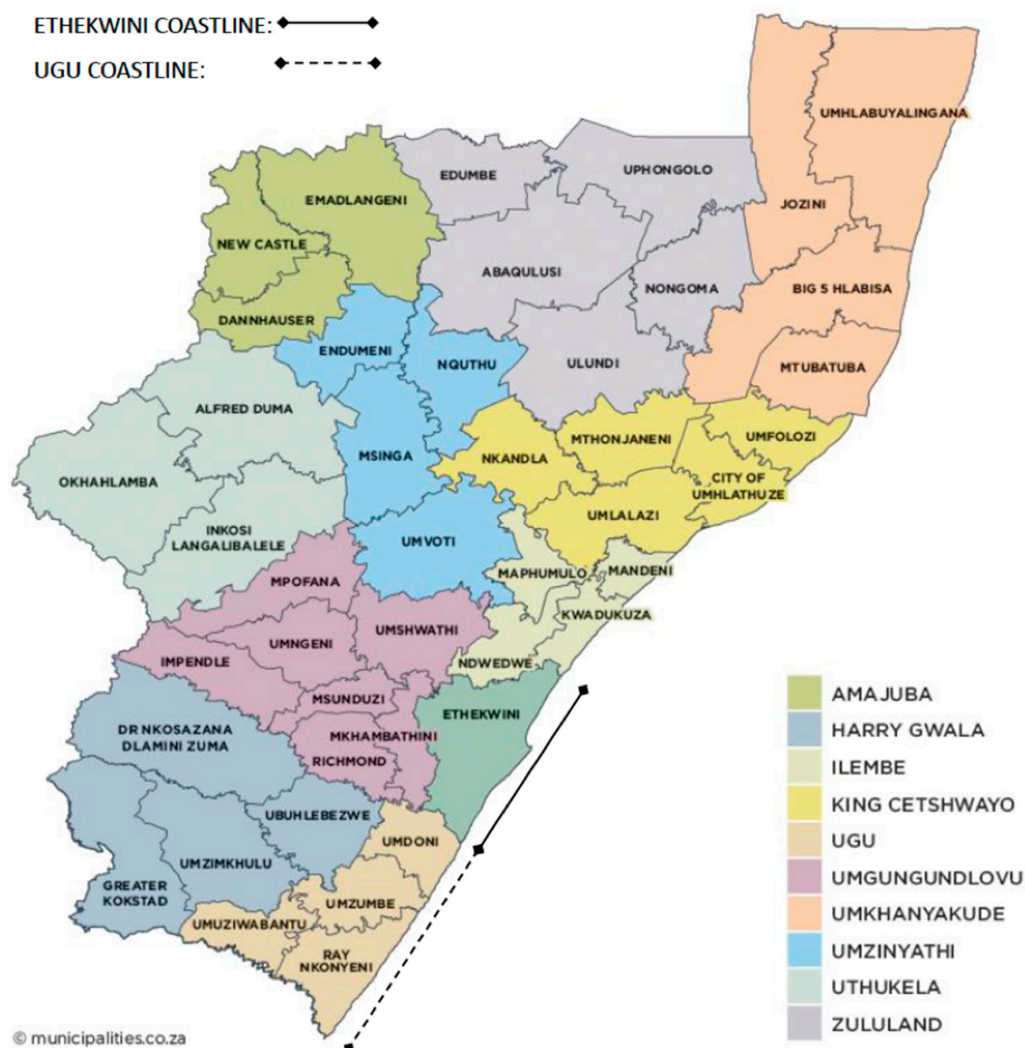 ETHEKWINI COASTLINE:
UGU COASTLINE:
UMHLABUYALINGANA
EDUMBE
UPHONGOLO
EMADLANGENI
JOZINI
NEW CASTLE
ABAQULUSI
NONGOMA
BIG 5 HLABISA
DANNHAUSER
ENDUMENI
NQUTHU
ULUNDI
MTUBATUBA
ALFRED DUMA
MTHONJANENI
UMFOLOZI
OKHAHLAMBA
MSINGA
NKANDLA
CITY OF
UMHLATHUZE
UMLALAZI
INKOSI
LANGALIBALELE
UMVOTI
MAPHUMULO
MANDENI
MPOFANA
KWADUKUZA
UMNGENI
UMSHWATHI
IMPENDLE
NDWEDWE
MSUNDUZI
ETHEKWINI
DR NKOSAZANA
DLAMINI ZUMA
MKHAMBATHINI
RICHMOND
UBUHLEBEZWE
UMDONI
UMZIMKHULU
GREATER
KOKSTAD
UMZUMBE
UMUZIWABANTU
RAY
NKONYENI
AMAJUBA
HARRY GWALA
ILEMBE
KING CETSHWAYO
UGU
UMGUNGUNDLOVU
UMKHANYAKUDE
UMZINYATHI
UTHUKELA
ZULULAND
© municipalities.co.za